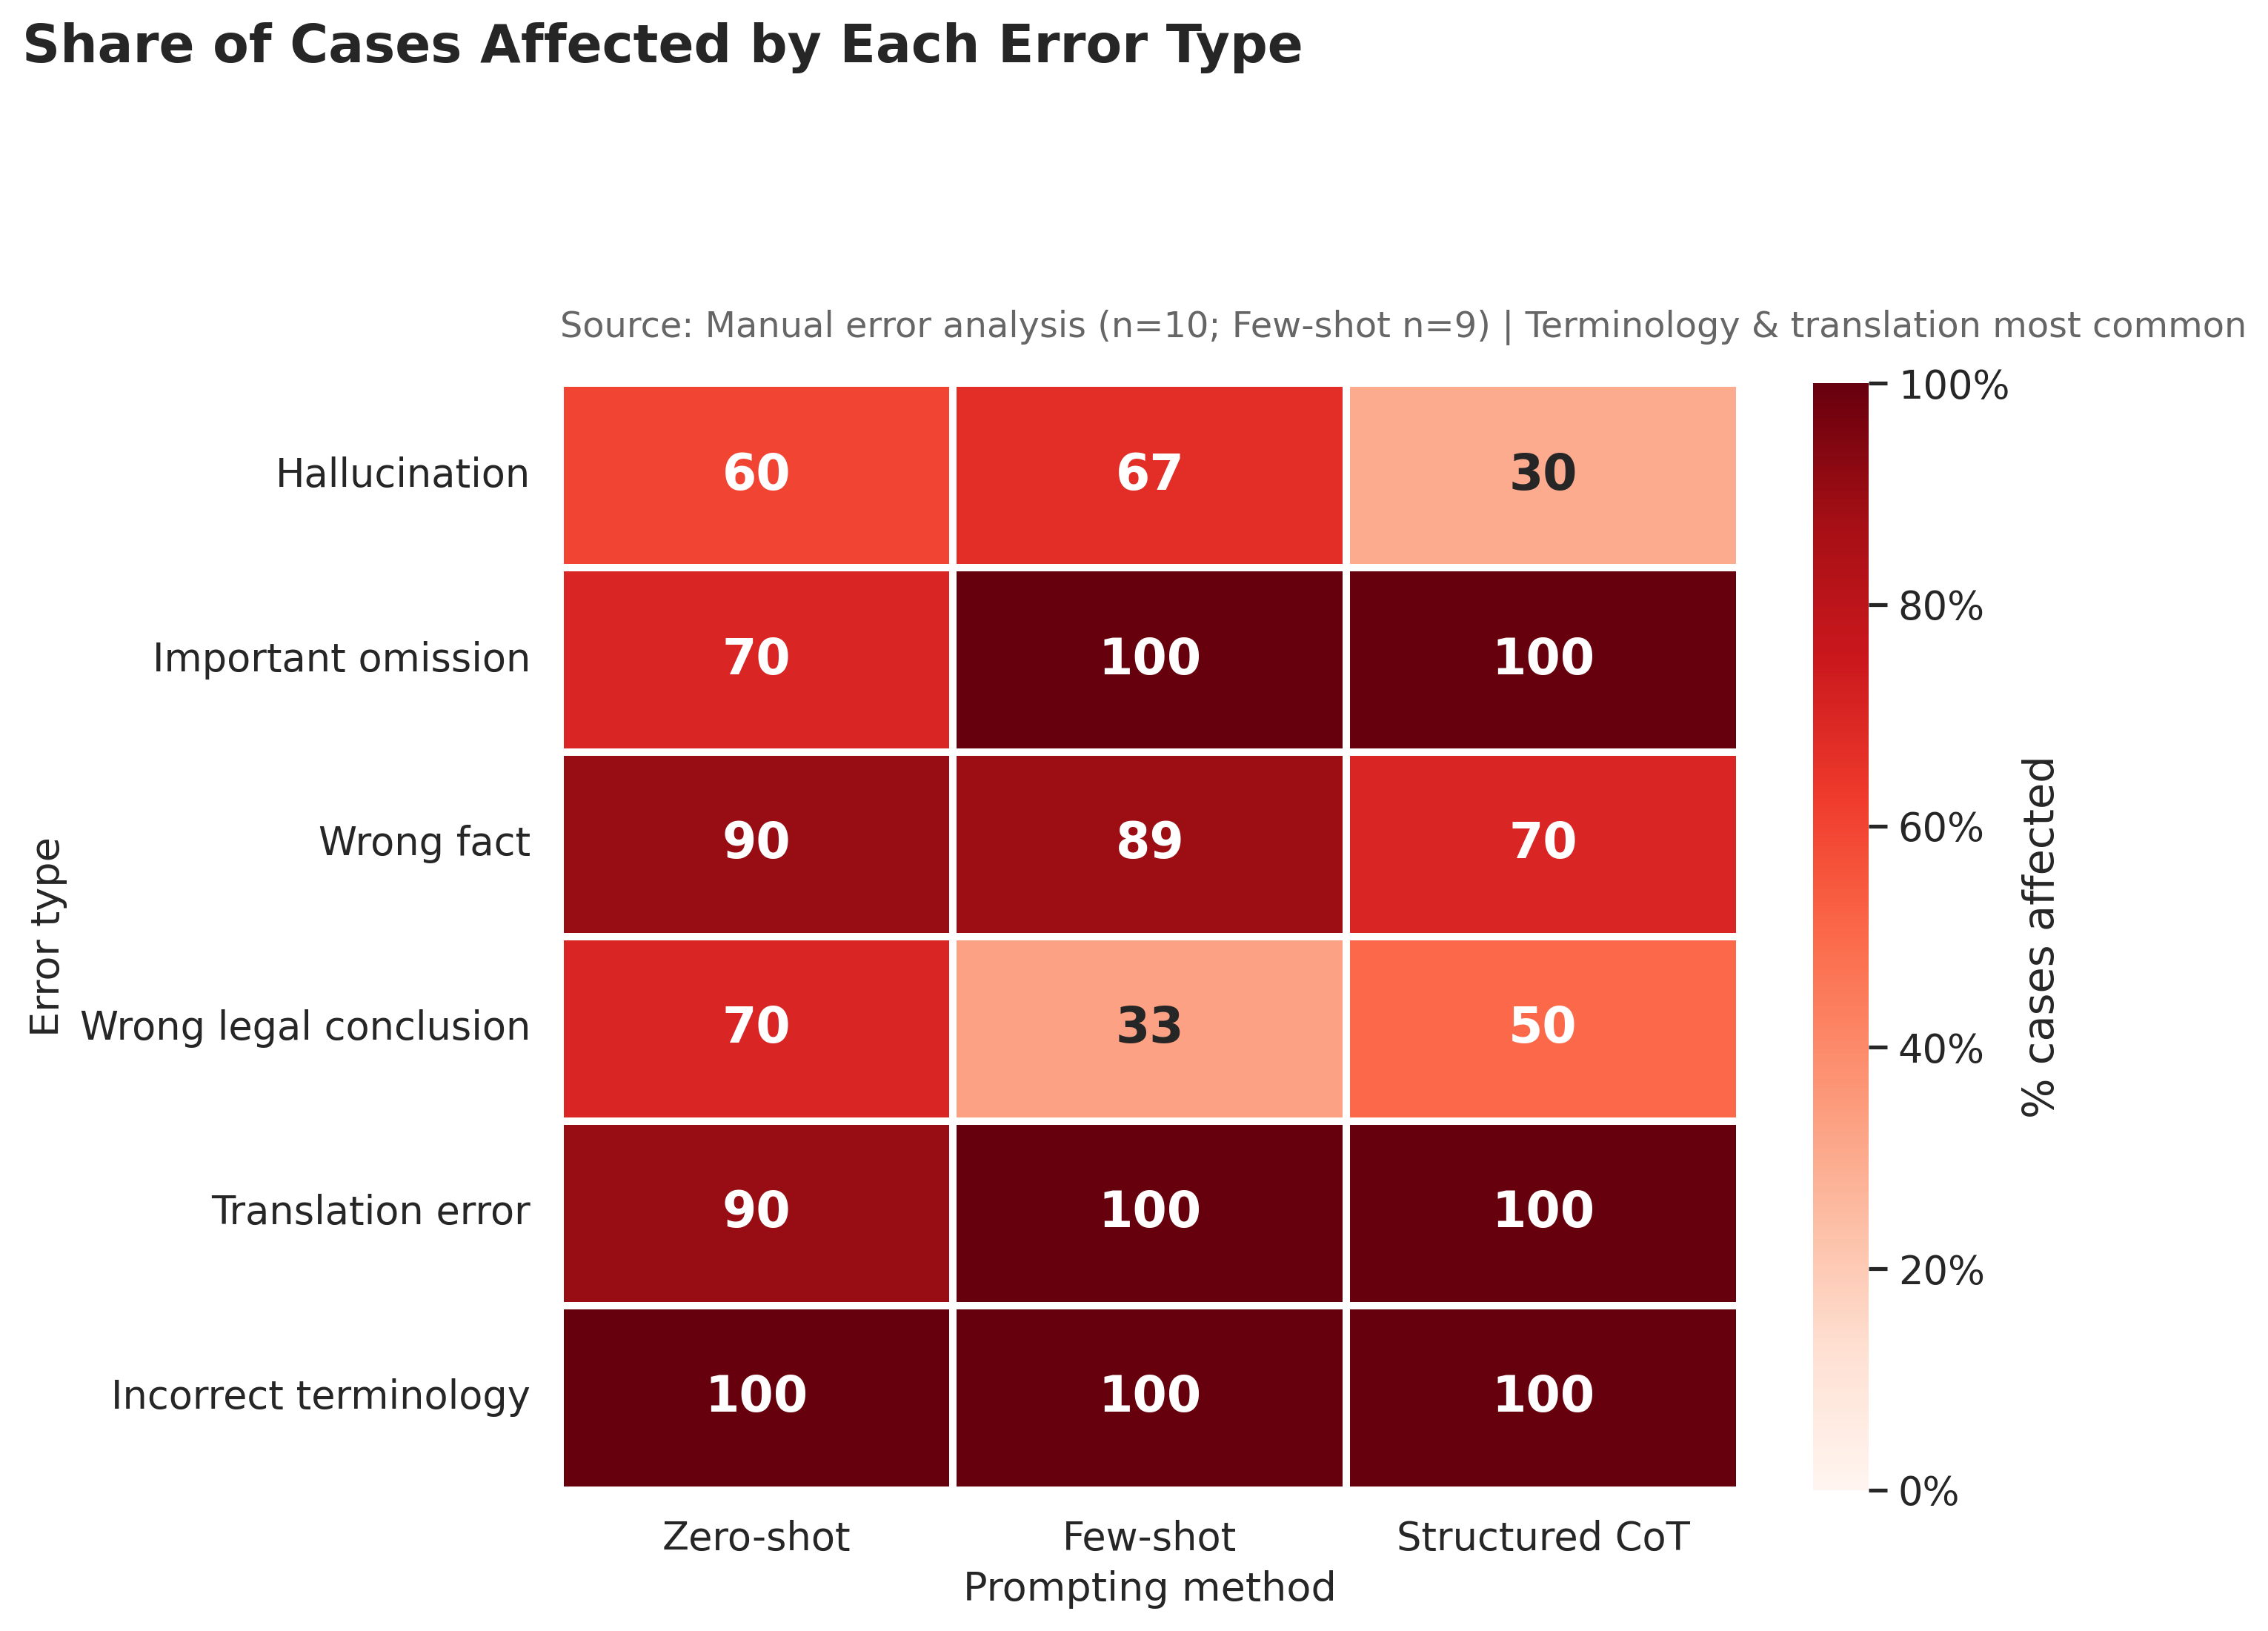 Share of Cases Affected by Each Error Type
Source: Manual error analysis (n=10; Few-shot n=9) | Terminology & translation most common
Error type
Hallucination 60 67 30
Important omission 70 100 100
Wrong fact 90 89 70
Wrong legal conclusion 70 33 50
Translation error 90 100 100
Incorrect terminology 100 100 100
Zero-shot Few-shot Structured CoT
Prompting method
100%
80%
60%
40%
20%
0%
% cases affected